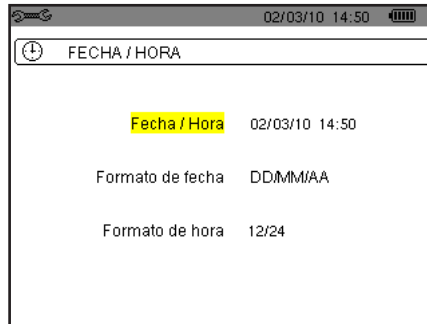 02/03/10 14:50
FECHA / HORA
Fecha / Hora 02/03/10 14:50
Formato de fecha DD/MM/AA
Formato de hora 12/24